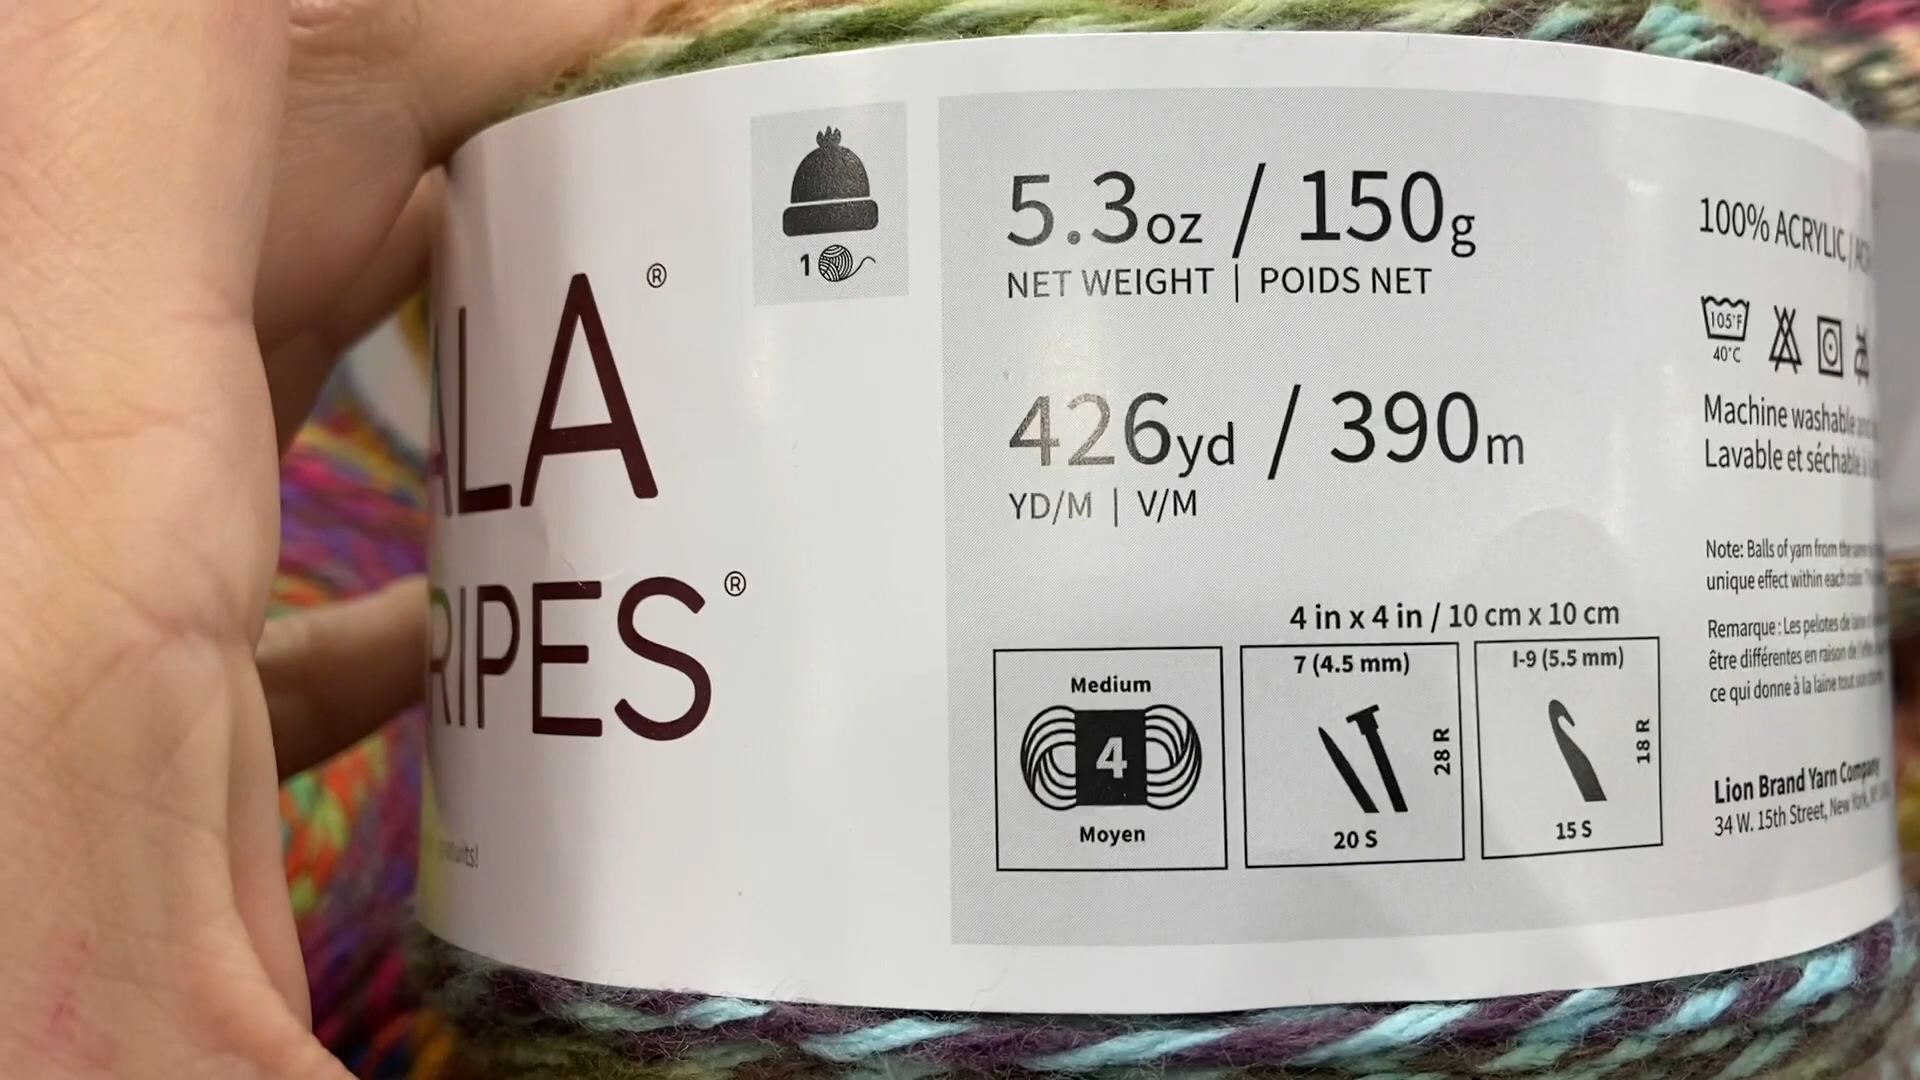 ALA®
RIPES®
1
5.3oz / 150g
NET WEIGHT | POIDS NET
426yd / 390m
YD/M | V/M
4 in x 4 in / 10 cm x 10 cm
Medium
4
Moyen
7 (4.5 mm)
28 R
20 S
I-9 (5.5 mm)
18 R
15 S
100% ACRYLIC /
105°F
40°C
Machine washable and
Lavable et séchable à
Note: Balls of yarn from the same
unique effect within each color.
Remarque : Les pelotes de laine
être différentes en raison de l'effet
ce qui donne à la laine tout son
Lion Brand Yarn Company
34 W. 15th Street, New York,